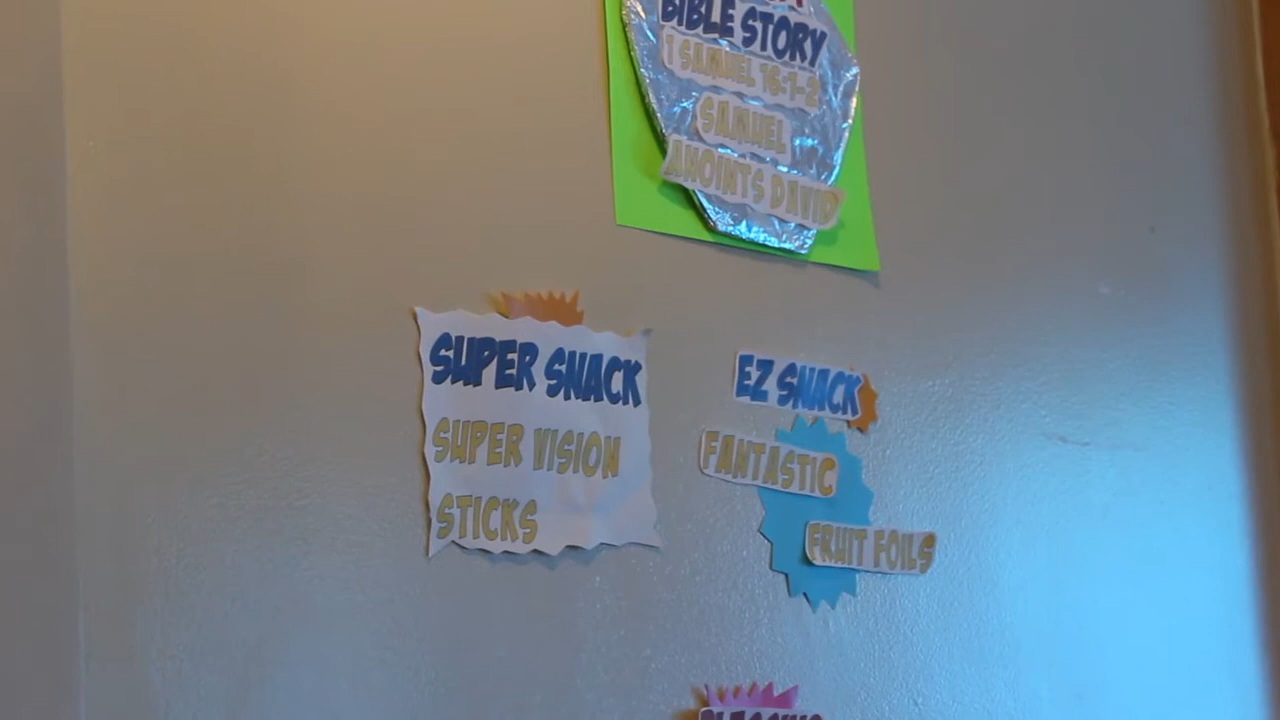 BIBLE STORY
1 SAMUEL 16:1-2
SAMUEL
ANOINTS DAVID
SUPER SNACK
SUPER VISION
STICKS
EZ SNACK
FANTASTIC
FRUIT FOILS